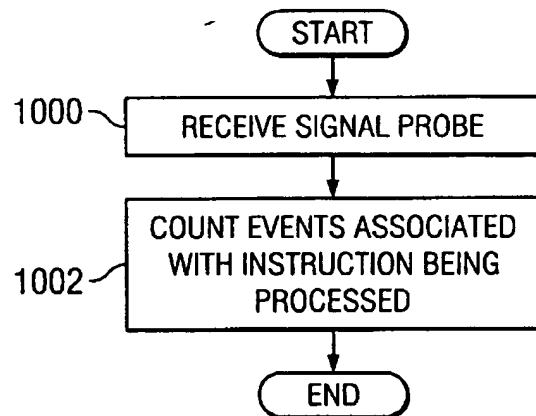 START
1000
RECEIVE SIGNAL PROBE
1002
COUNT EVENTS ASSOCIATED
WITH INSTRUCTION BEING
PROCESSED
END